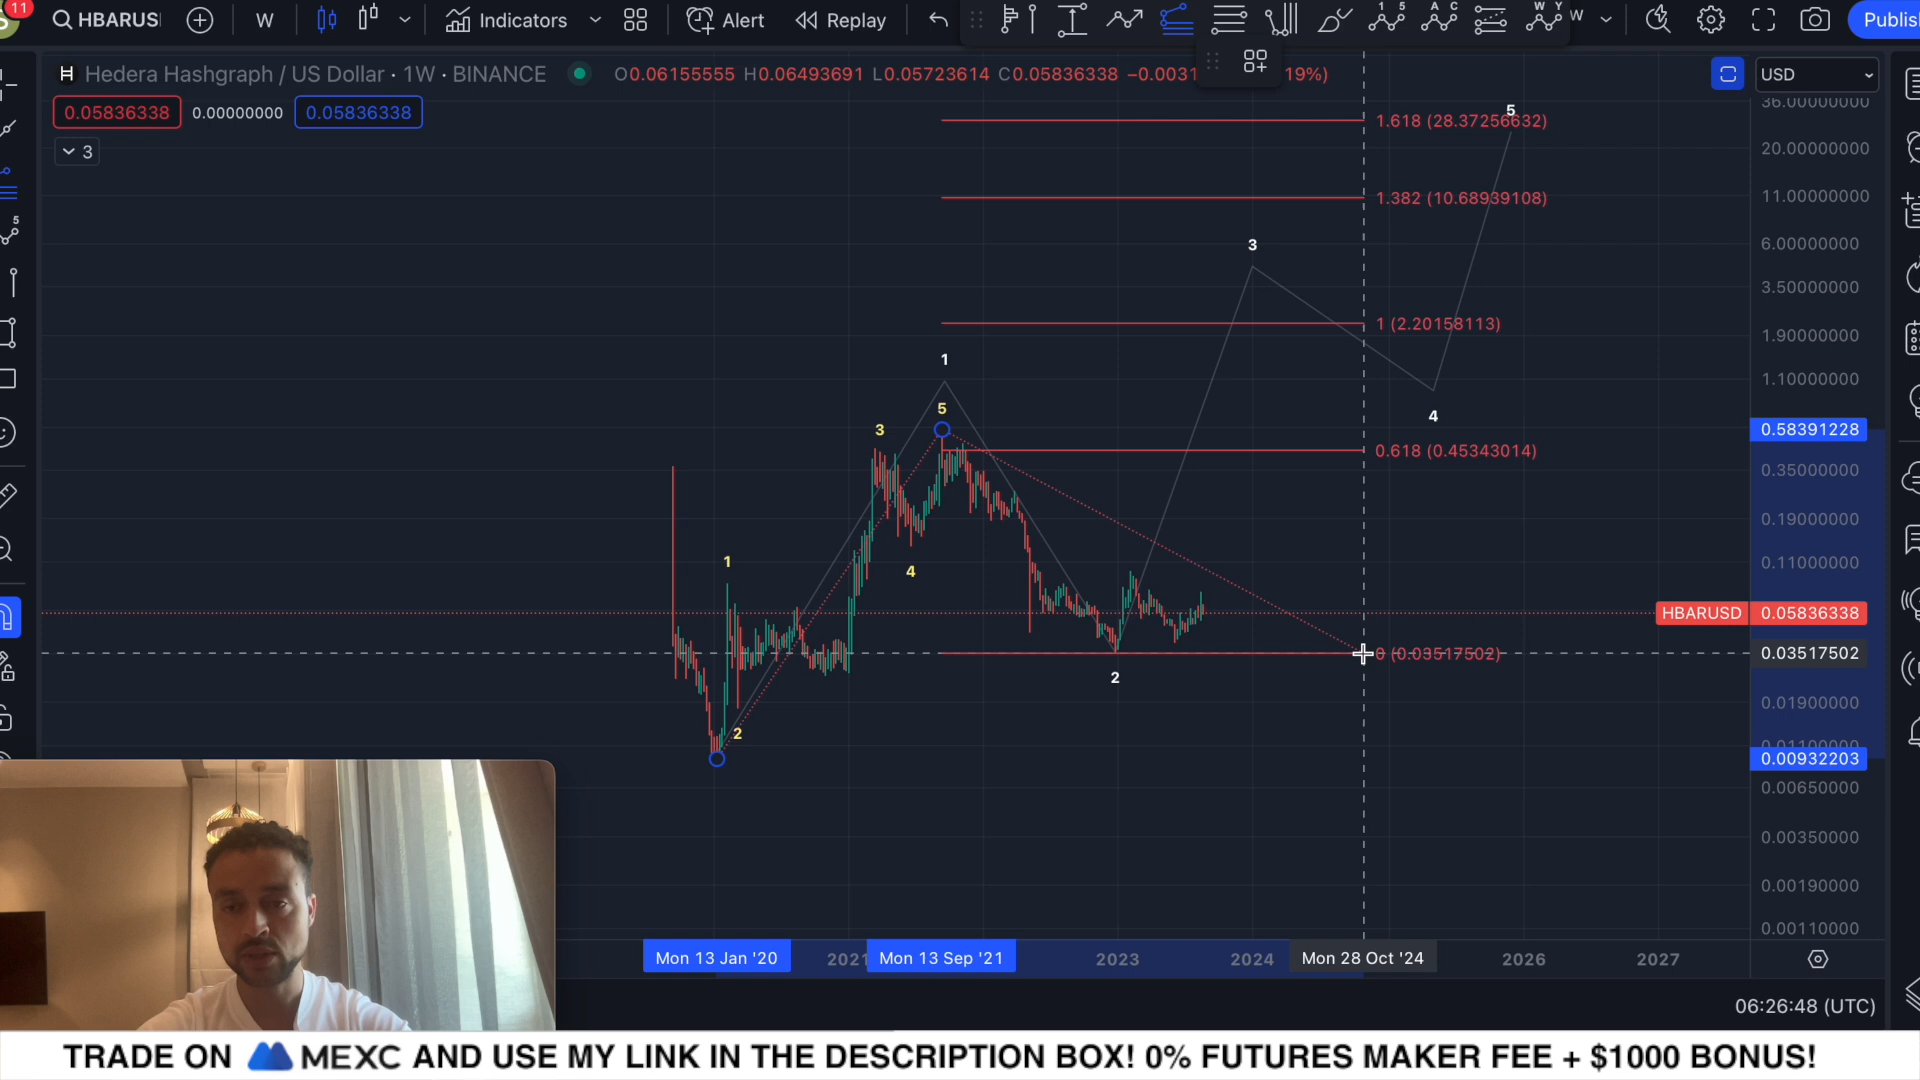 11
HBARUS
W
Indicators
Alert
Replay
1 5
A C
W Y
W
Publis
H Hedera Hashgraph / US Dollar · 1W · BINANCE
O0.06155555 H0.06493691 L0.05723614 C0.05836338 −0.0031
19%)
USD
0.05836338
0.00000000
0.05836338
3
36.00000000
5
1.618 (28.37256632)
20.00000000
1.382 (10.68939108)
11.00000000
5
3
6.00000000
3.50000000
1 (2.20158113)
1.90000000
1
1.10000000
5
4
3
0.58391228
0.618 (0.45343014)
0.35000000
0.19000000
1
4
0.11000000
HBARUSD
0.05836338
0 (0.03517502)
0.03517502
2
0.01900000
2
0.01100000
0.00932203
0.00650000
0.00350000
0.00190000
0.00110000
Mon 13 Jan '20
2021
Mon 13 Sep '21
2023
2024
Mon 28 Oct '24
2026
2027
06:26:48 (UTC)
TRADE ON MEXC AND USE MY LINK IN THE DESCRIPTION BOX! 0% FUTURES MAKER FEE + $1000 BONUS!